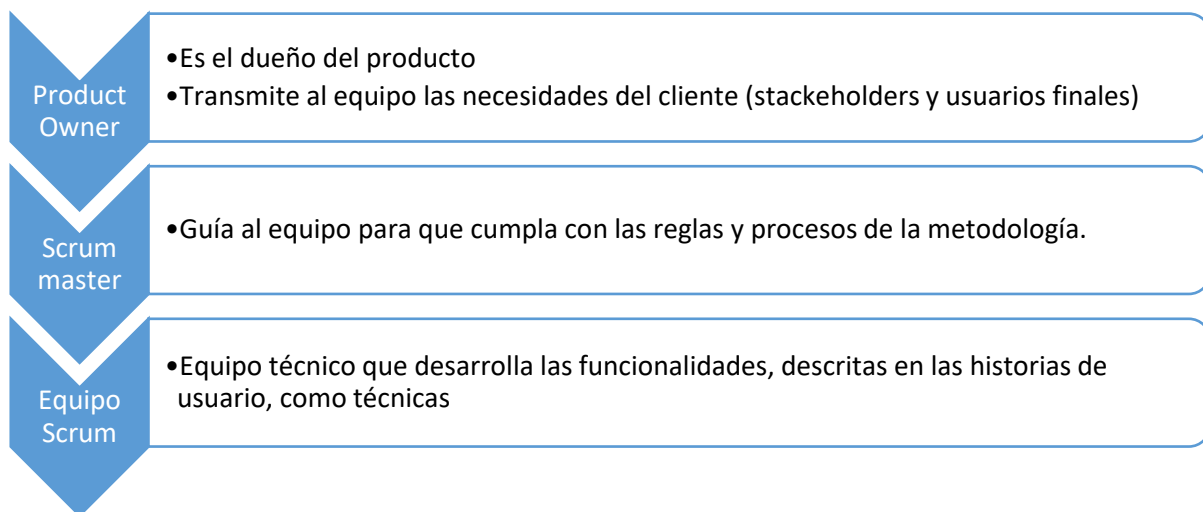 Product
Owner
•Es el dueño del producto
•Transmite al equipo las necesidades del cliente (stackeholders y usuarios finales)
Scrum
master
•Guía al equipo para que cumpla con las reglas y procesos de la metodología.
Equipo
Scrum
•Equipo técnico que desarrolla las funcionalidades, descritas en las historias de
usuario, como técnicas